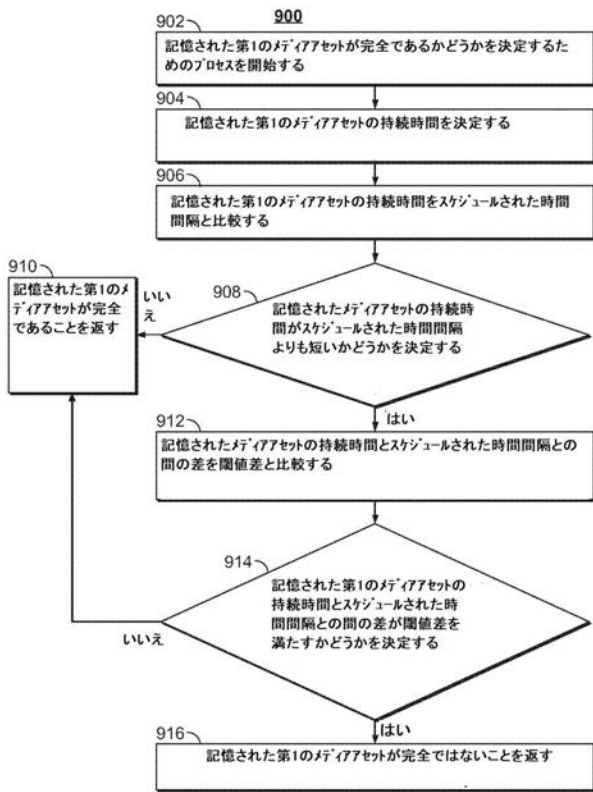 900
902
記憶された第1のメディアアセットが完全であるかどうかを決定するた
めのプロセスを開始する
904
記憶された第1のメディアアセットの持続時間を決定する
906
記憶された第1のメディアアセットの持続時間をスケジュールされた時間
間隔と比較する
908
記憶されたメディアアセットの持続時
間がスケジュールされた時間間隔
よりも短いかどうかを決定する
いい
え
910
記憶された第1のメ
ディアアセットが完全
であることを返す
はい
912
記憶されたメディアアセットの持続時間とスケジュールされた時間間隔との
間の差を閾値差と比較する
914
記憶された第1のメディアアセットの
持続時間とスケジュールされた時
間間隔との間の差が閾値差を
満たすかどうかを決定する
いいえ
はい
916
記憶された第1のメディアアセットが完全ではないことを返す